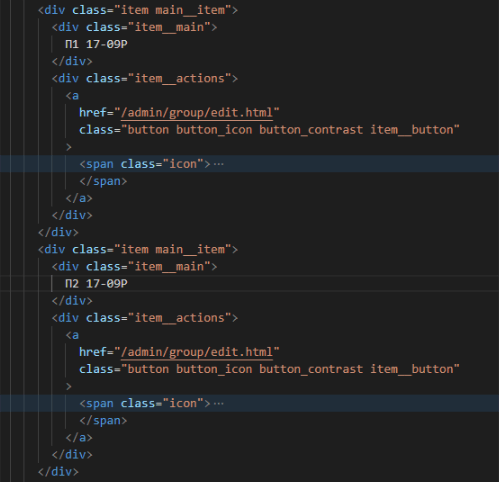 <div class="item main__item">
<div class="item__main">
П1 17-09Р
</div>
<div class="item__actions">
<a
href="/admin/group/edit.html"
class="button button_icon button_contrast item__button"
>
<span class="icon">⋯
</span>
</a>
</div>
</div>
<div class="item main__item">
<div class="item__main">
П2 17-09Р
</div>
<div class="item__actions">
<a
href="/admin/group/edit.html"
class="button button_icon button_contrast item__button"
>
<span class="icon">⋯
</span>
</a>
</div>
</div>